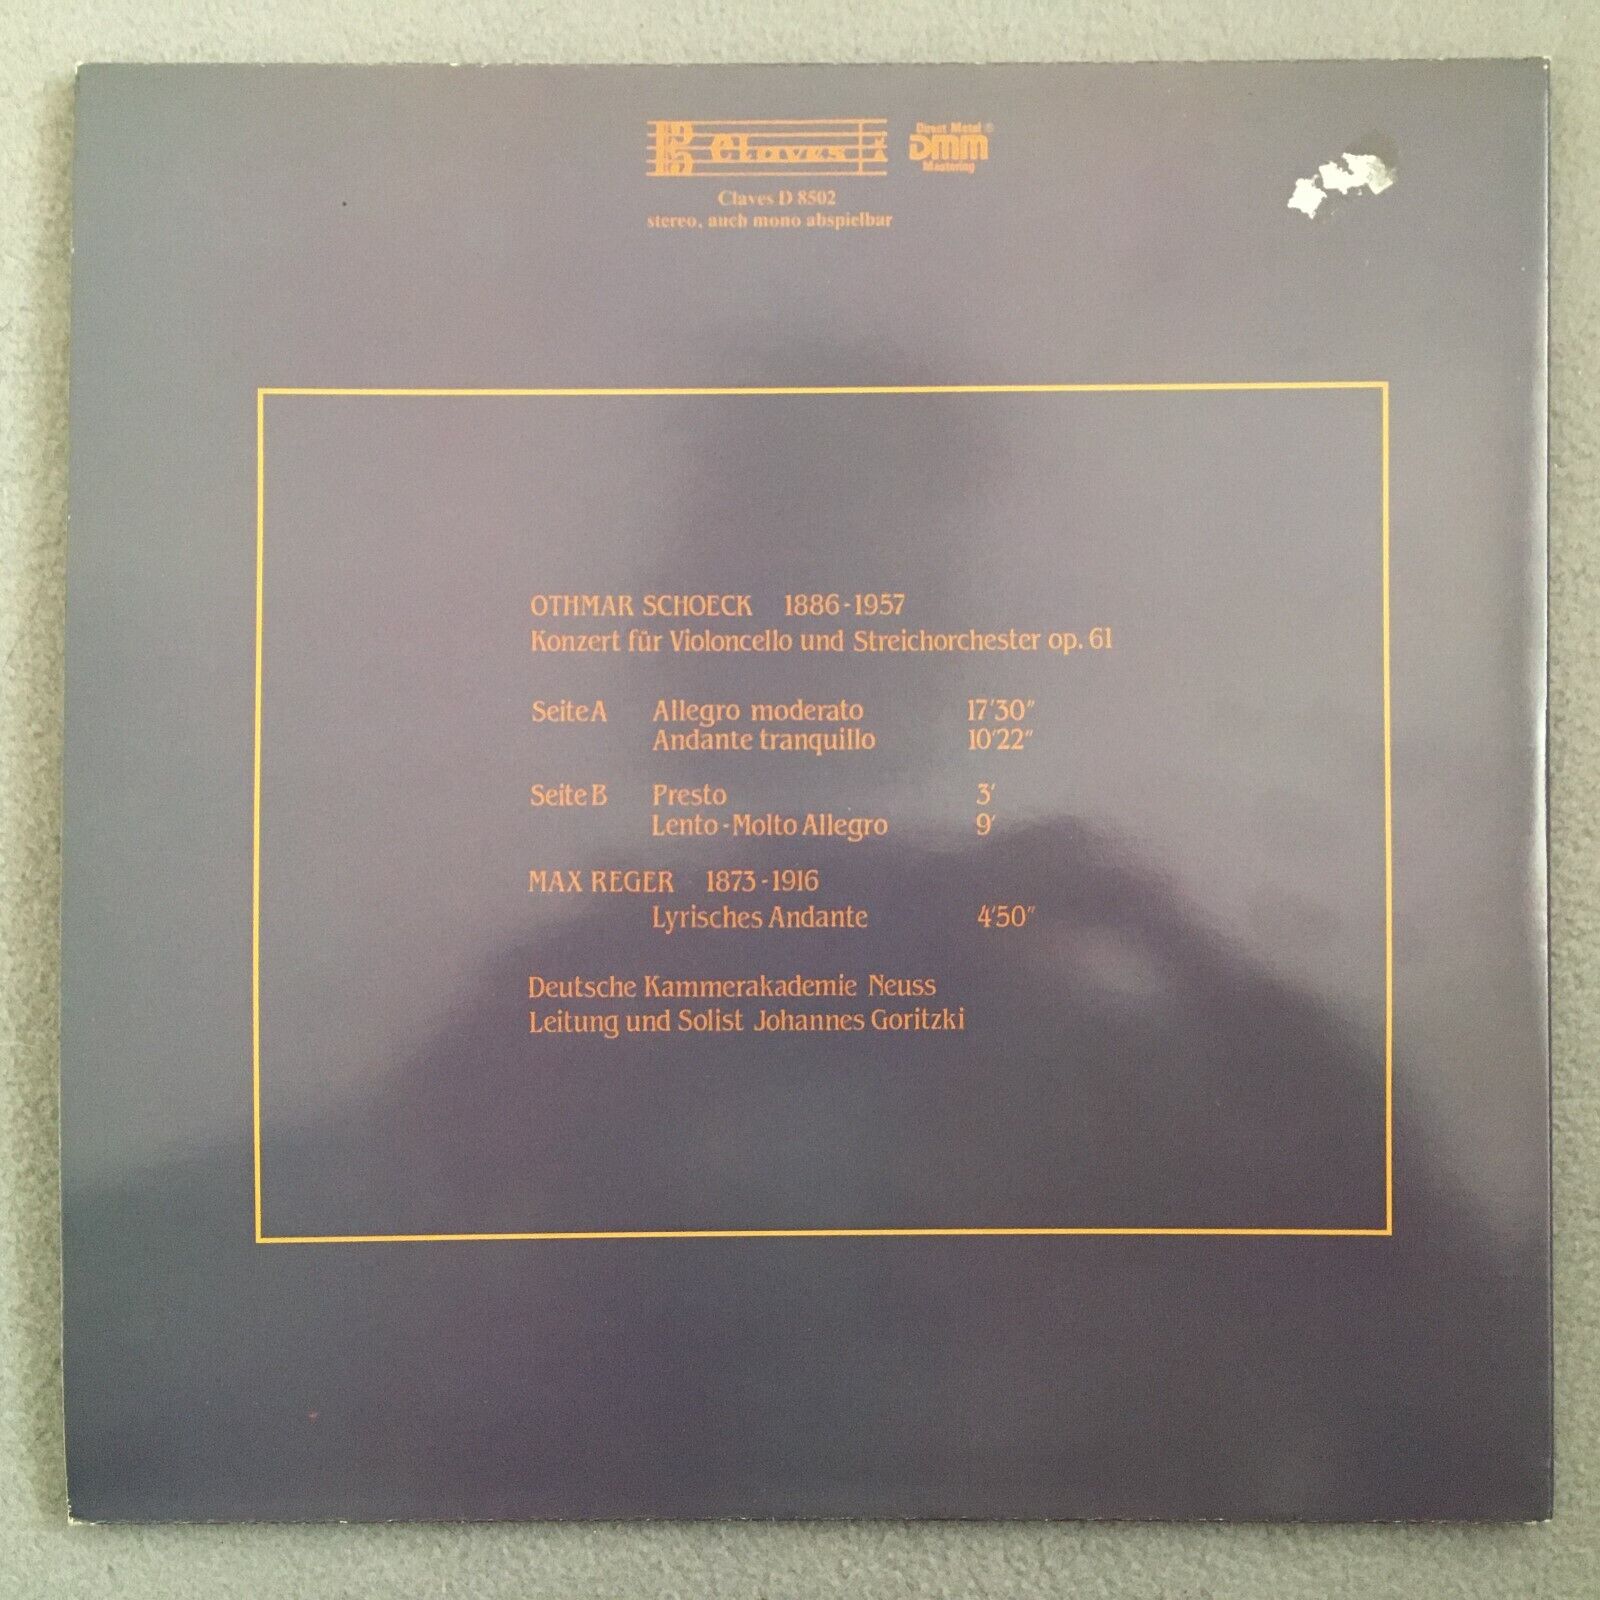 Claves
Direct Metal ®
DMM
Mastering
Claves D 8502
stereo, auch mono abspielbar
OTHMAR SCHOECK 1886-1957
Konzert für Violoncello und Streichorchester op. 61
Seite A Allegro moderato 17'30"
Andante tranquillo 10'22"
Seite B Presto 3'
Lento-Molto Allegro 9'
MAX REGER 1873-1916
Lyrisches Andante 4'50"
Deutsche Kammerakademie Neuss
Leitung und Solist Johannes Goritzki